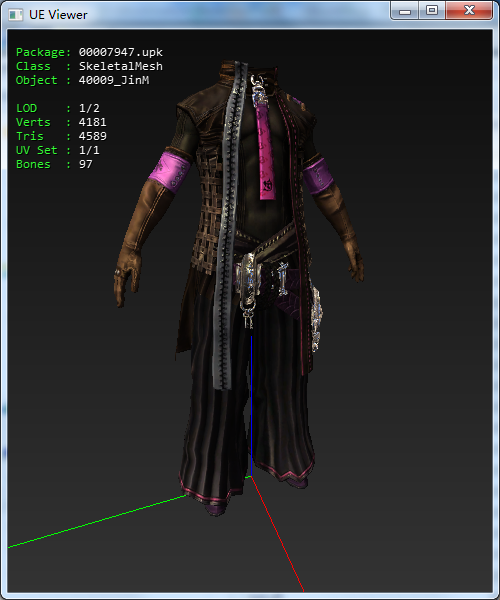 UE Viewer
Package: 00007947.upk
Class  : SkeletalMesh
Object : 40009_JinM
LOD    : 1/2
Verts  : 4181
Tris   : 4589
UV Set : 1/1
Bones  : 97